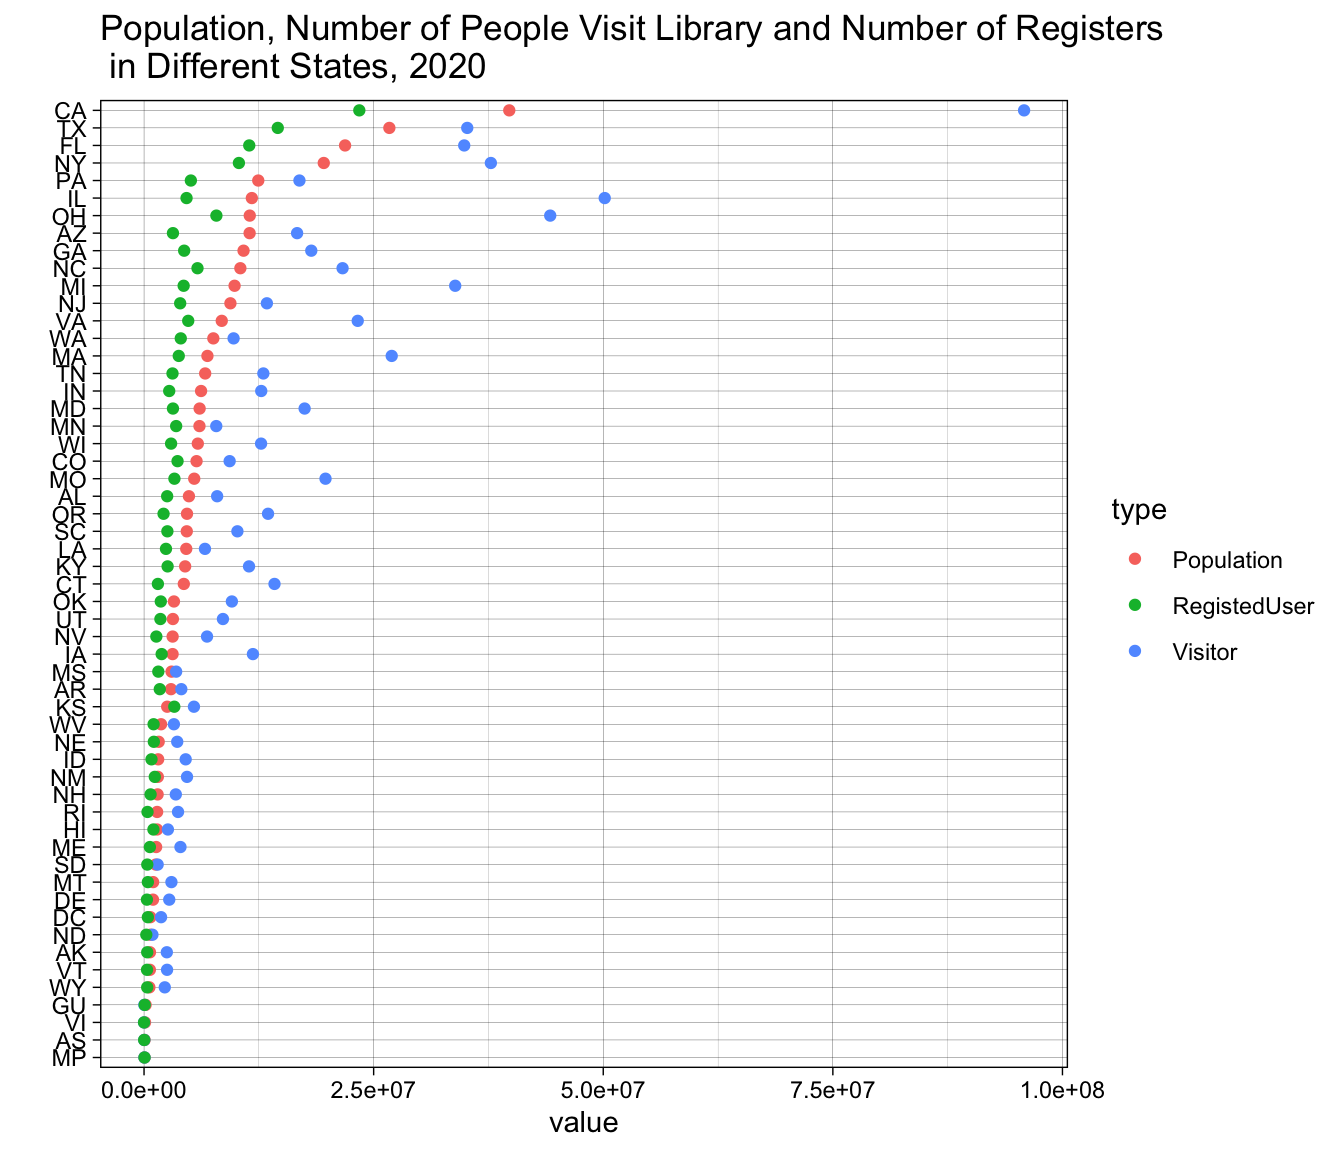 Population, Number of People Visit Library and Number of Registers
in Different States, 2020
CA
TX
FL
NY
PA
IL
OH
AZ
GA
NC
MI
NJ
VA
WA
MA
TN
IN
MD
MN
WI
CO
MO
AL
OR
SC
LA
KY
CT
OK
UT
NV
IA
MS
AR
KS
WV
NE
ID
NM
NH
RI
HI
ME
SD
MT
DE
DC
ND
AK
VT
WY
GU
VI
AS
MP
0.0e+00 2.5e+07 5.0e+07 7.5e+07 1.0e+08
value
type
Population
RegistedUser
Visitor